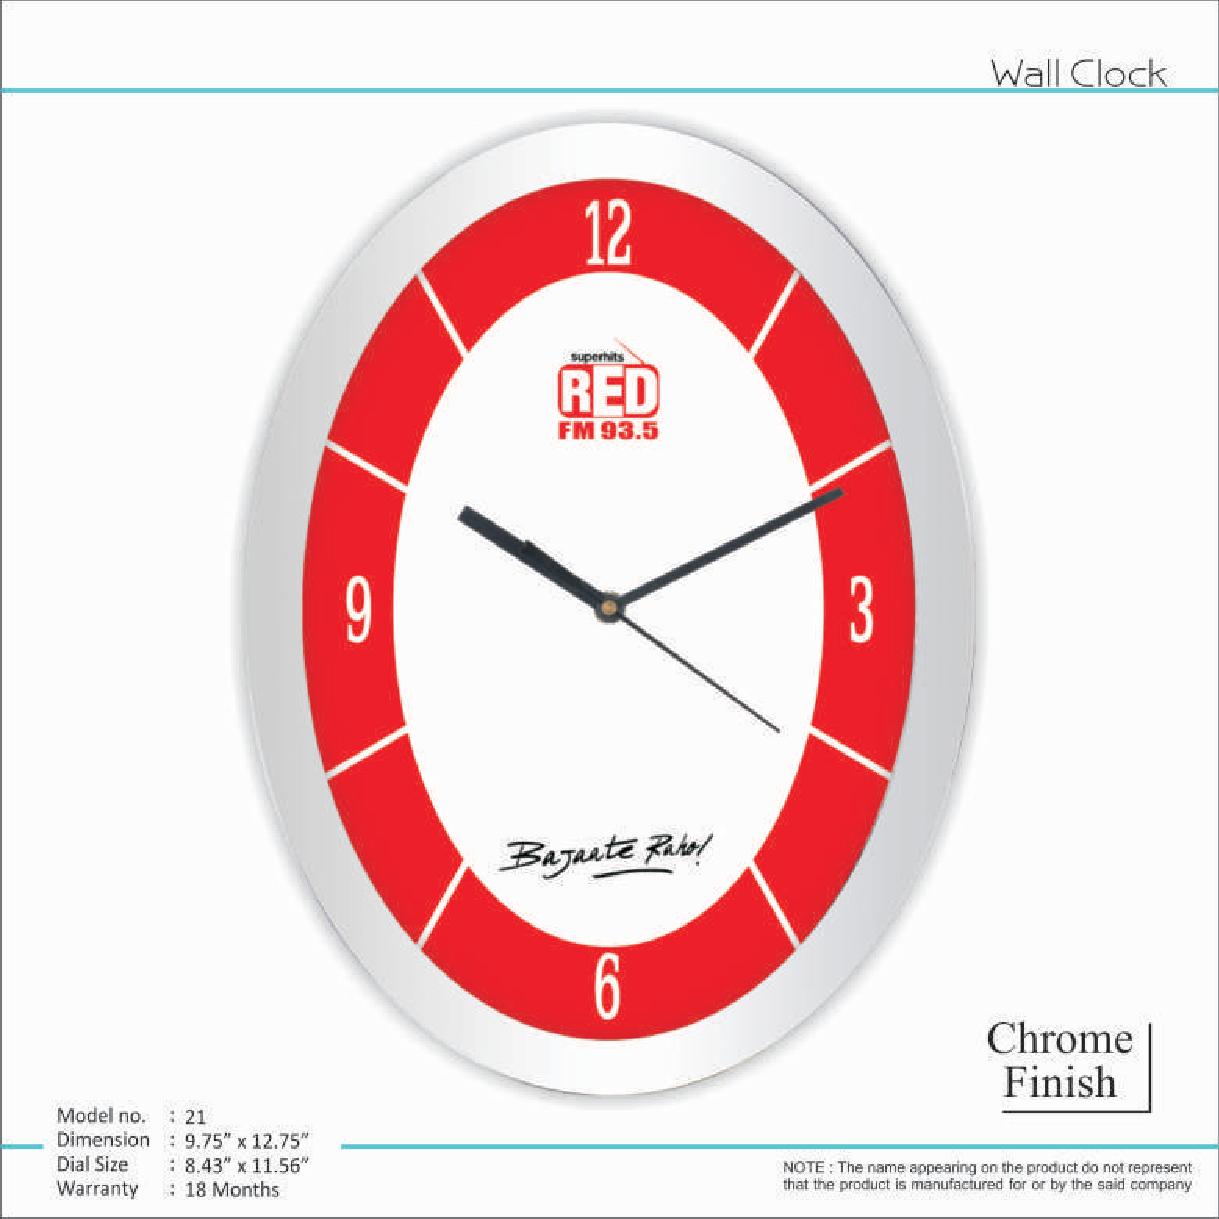 Wall Clock
12
superhits
RED
FM 93.5
9
3
Bajaate Raho!
6
Chrome
Finish
Model no. : 21
Dimension : 9.75” x 12.75”
Dial Size : 8.43” x 11.56”
Warranty : 18 Months
NOTE : The name appearing on the product do not represent
that the product is manufactured for or by the said company